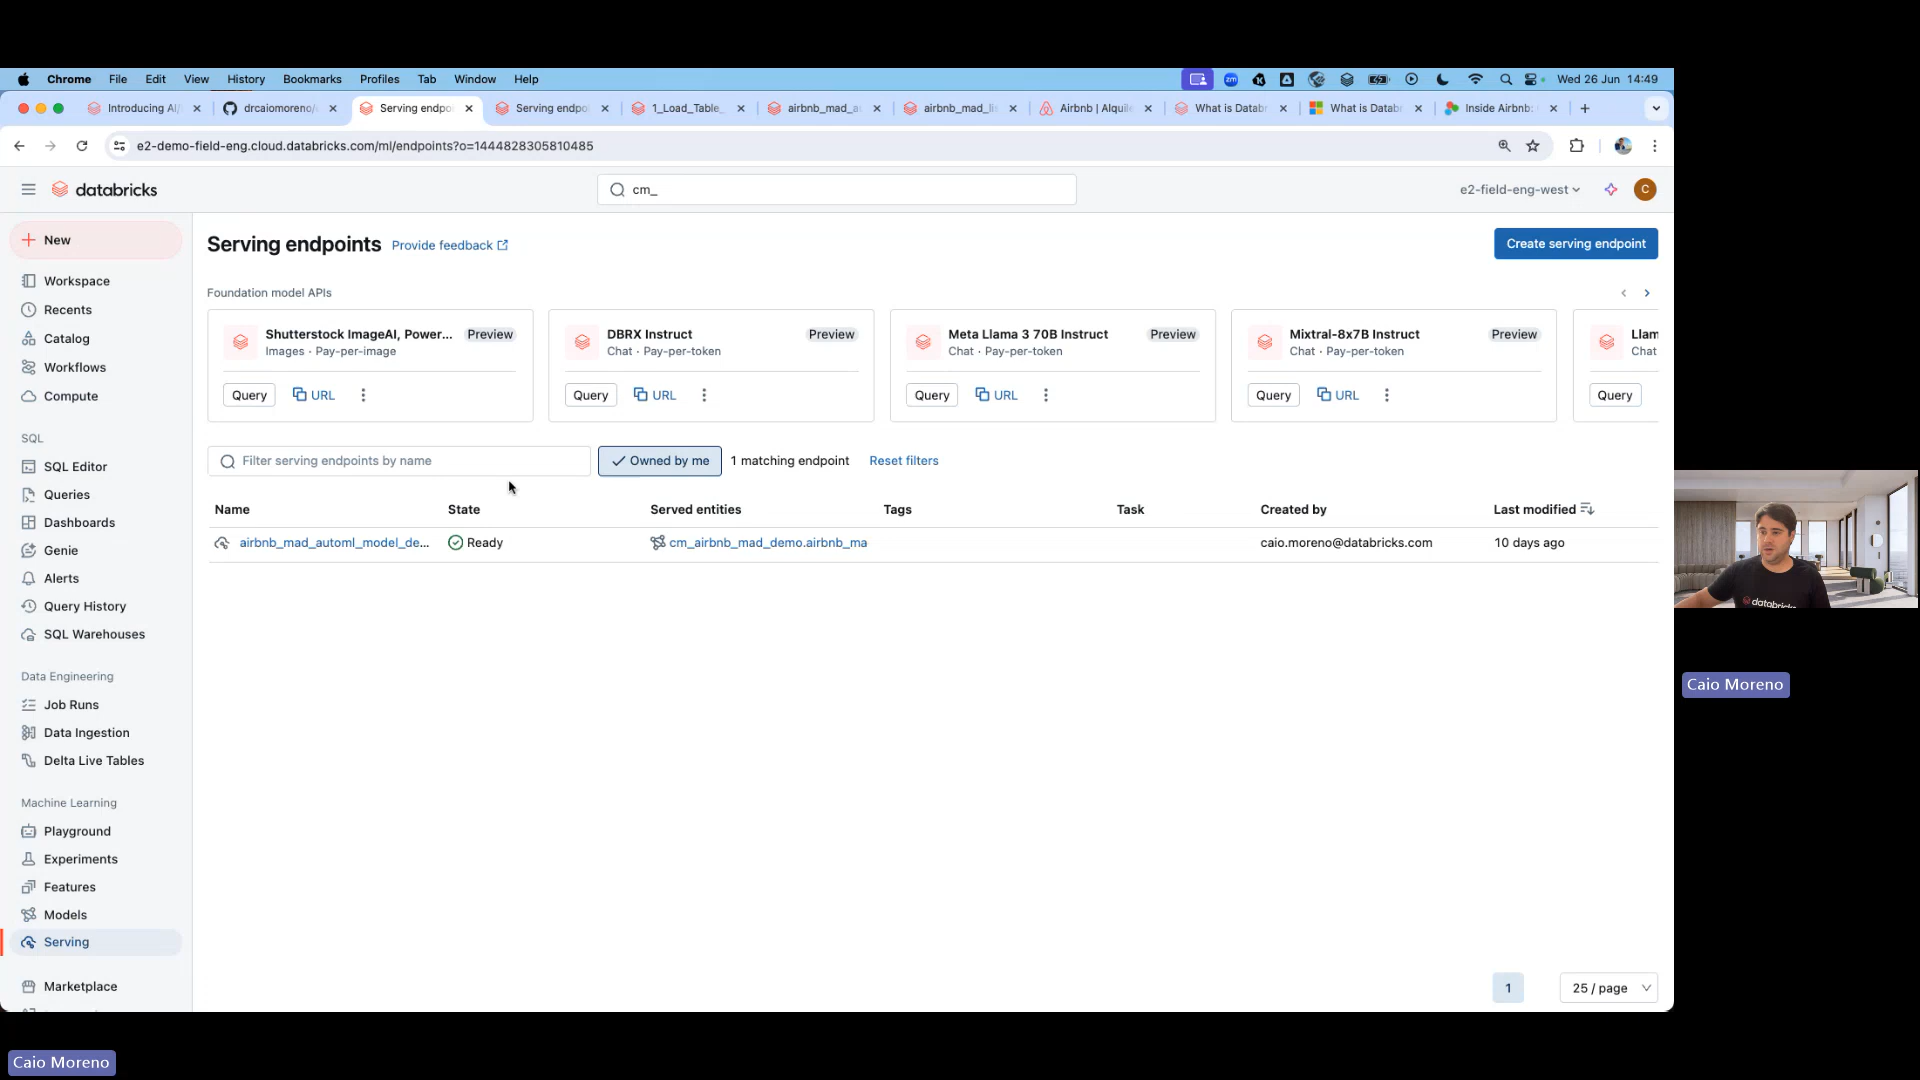 Chrome File Edit View History Bookmarks Profiles Tab Window Help Wed 26 Jun 14:49
Introducing AI/ drcaiomoreno/ Serving endpo Serving endpo 1_Load_Table_ airbnb_mad_au airbnb_mad_li Airbnb | Alquile What is Datab What is Datab Inside Airbnb:
e2-demo-field-eng.cloud.databricks.com/ml/endpoints?o=1444828305810485
databricks cm_ e2-field-eng-west C
New
Workspace
Recents
Catalog
Workflows
Compute
SQL
SQL Editor
Queries
Dashboards
Genie
Alerts
Query History
SQL Warehouses
Data Engineering
Job Runs
Data Ingestion
Delta Live Tables
Machine Learning
Playground
Experiments
Features
Models
Serving
Marketplace
Serving endpoints Provide feedback Create serving endpoint
Foundation model APIs
Shutterstock ImageAI, Power... Preview
Images · Pay-per-image
Query URL
DBRX Instruct Preview
Chat · Pay-per-token
Query URL
Meta Llama 3 70B Instruct Preview
Chat · Pay-per-token
Query URL
Mixtral-8x7B Instruct Preview
Chat · Pay-per-token
Query URL
Llam
Chat
Query
Filter serving endpoints by name Owned by me 1 matching endpoint Reset filters
Name State Served entities Tags Task Created by Last modified
airbnb_mad_automl_model_de... Ready cm_airbnb_mad_demo.airbnb_ma caio.moreno@databricks.com 10 days ago
1 25 / page
databricks
Caio Moreno
Caio Moreno